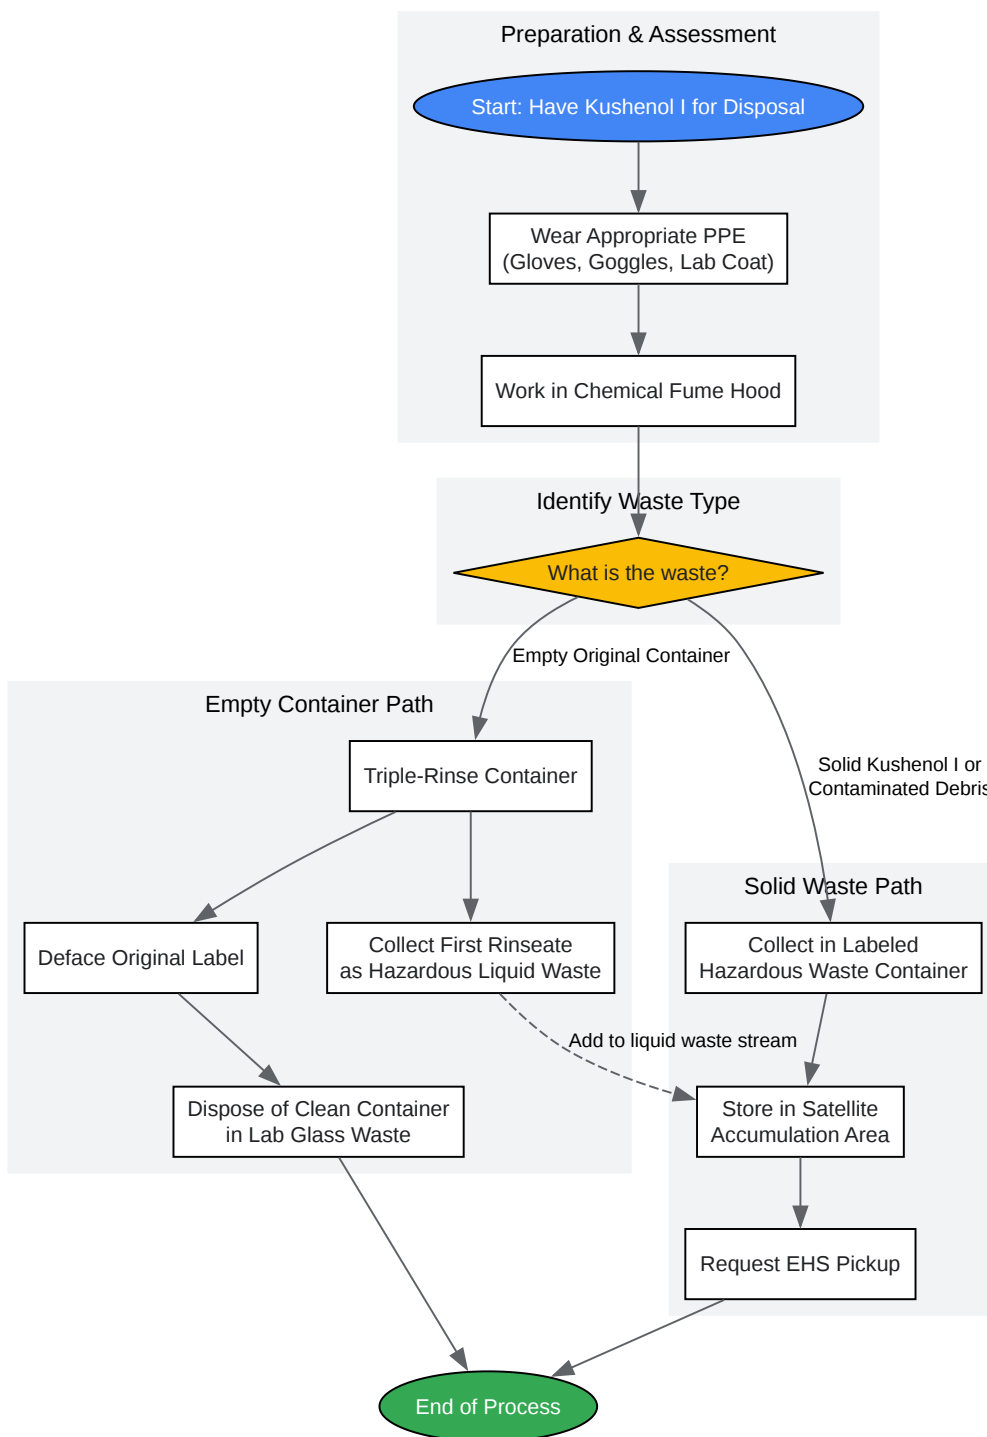 Preparation & Assessment
Start: Have Kushenol I for Disposal
Wear Appropriate PPE
(Gloves, Goggles, Lab Coat)
Work in Chemical Fume Hood
Identify Waste Type
What is the waste?
Empty Original Container
Empty Container Path
Triple-Rinse Container
Solid Kushenol I or
Contaminated Debris
Solid Waste Path
Deface Original Label
Collect First Rinseate
as Hazardous Liquid Waste
Collect in Labeled
Hazardous Waste Container
Add to liquid waste stream
Dispose of Clean Container
in Lab Glass Waste
Store in Satellite
Accumulation Area
Request EHS Pickup
End of Process